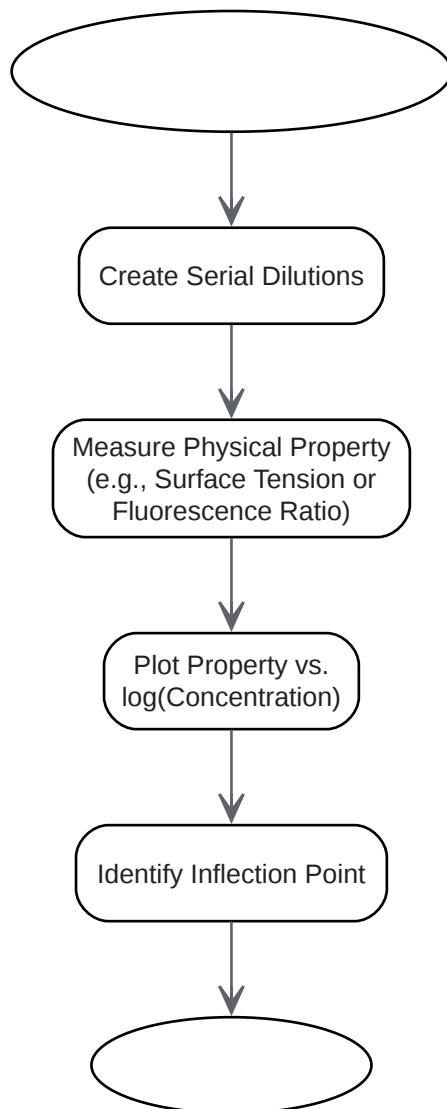 Create Serial Dilutions
Measure Physical Property
(e.g., Surface Tension or
Fluorescence Ratio)
Plot Property vs.
log(Concentration)
Identify Inflection Point